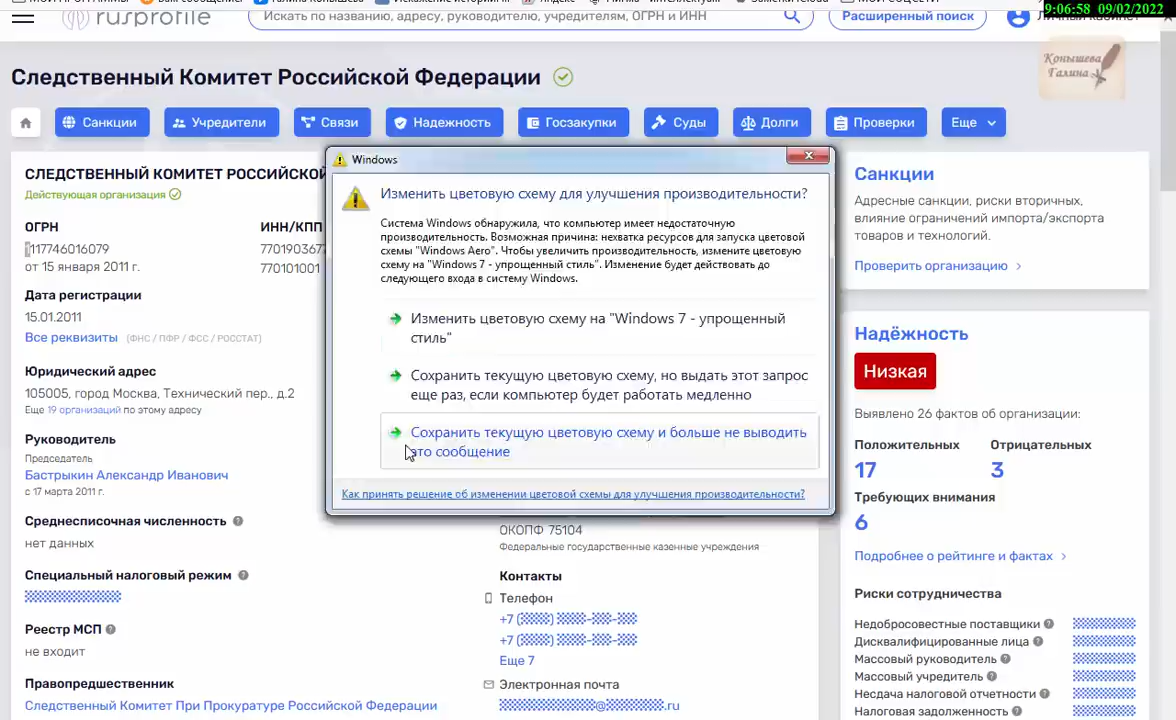 9:06:58 09/02/2022
rusprofile
Поиск по названию, адресу, руководителю, учредителям, ОГРН и ИНН
Расширенный поиск
Личный кабинет
Конышева
Галина
Следственный Комитет Российской Федерации
Санкции
Учредители
Связи
Надежность
Госзакупки
Суды
Долги
Проверки
Еще
СЛЕДСТВЕННЫЙ КОМИТЕТ РОССИЙСКОЙ
Действующая организация
ОГРН
ИНН/КПП
1117746016079
7701903677
от 15 января 2011 г.
770101001
Дата регистрации
15.01.2011
Все реквизиты (ФНС / ПФР / ФСС / РОССТАТ)
Юридический адрес
105005, город Москва, Технический пер., д.2
Еще 19 организаций по этому адресу
Руководитель
Председатель
Бастрыкин Александр Иванович
с 17 марта 2011 г.
Среднесписочная численность
нет данных
Специальный налоговый режим
Реестр МСП
не входит
Правопредшественник
Следственный Комитет При Прокуратуре Российской Федерации
Windows
Изменить цветовую схему для улучшения производительности?
Система Windows обнаружила, что компьютер имеет недостаточную
производительность. Возможная причина: нехватка ресурсов для запуска цветовой
схемы "Windows Aero". Чтобы увеличить производительность, измените цветовую
схему на "Windows 7 - упрощенный стиль". Изменение будет действовать до
следующего входа в систему Windows.
Изменить цветовую схему на "Windows 7 - упрощенный
стиль"
Сохранить текущую цветовую схему, но выдать этот запрос
еще раз, если компьютер будет работать медленно
Сохранить текущую цветовую схему и больше не выводить
это сообщение
Как принять решение об изменении цветовой схемы для улучшения производительности?
ОКОПФ 75104
Федеральные государственные казенные учреждения
Контакты
Телефон
+7 (
+7 (
Еще 7
Электронная почта
@ .ru
Санкции
Адресные санкции, риски вторичных,
влияние ограничений импорта/экспорта
товаров и технологий.
Проверить организацию
Надёжность
Низкая
Выявлено 26 фактов об организации:
Положительных
Отрицательных
17
3
Требующих внимания
6
Подробнее о рейтинге и фактах
Риски сотрудничества
Недобросовестные поставщики
Дисквалифицированные лица
Массовый руководитель
Массовый учредитель
Несдача налоговой отчетности
Налоговая задолженность